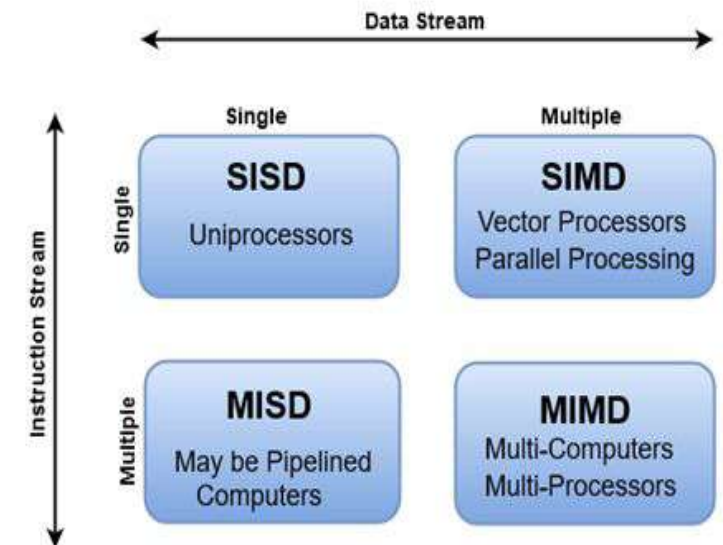 Data Stream
Single
Multiple
Instruction Stream
Single
SISD
Uniprocessors
SIMD
Vector Processors
Parallel Processing
Multiple
MISD
May be Pipelined
Computers
MIMD
Multi-Computers
Multi-Processors